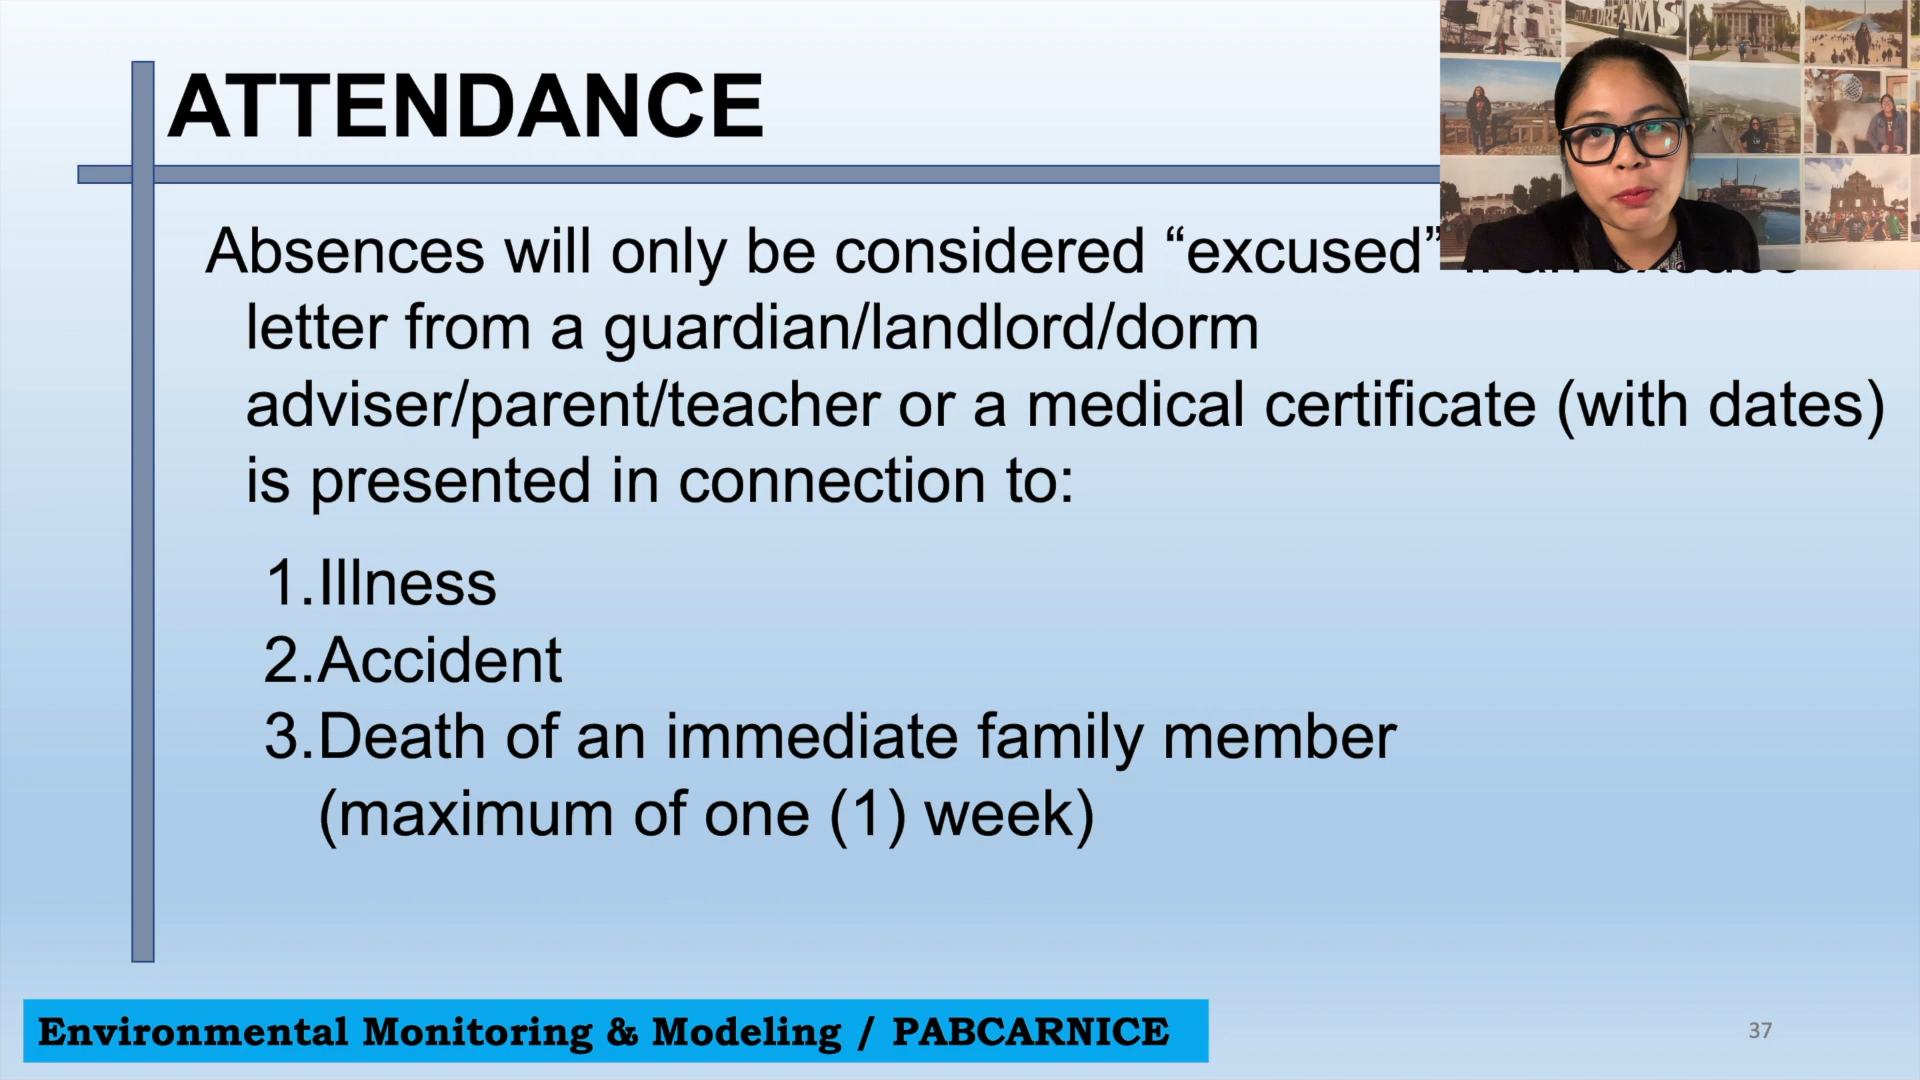 ATTENDANCE
DREAMS
Absences will only be considered “excused”
letter from a guardian/landlord/dorm
adviser/parent/teacher or a medical certificate (with dates)
is presented in connection to:
1.Illness
2.Accident
3.Death of an immediate family member
(maximum of one (1) week)
Environmental Monitoring & Modeling / PABCARNICE
37